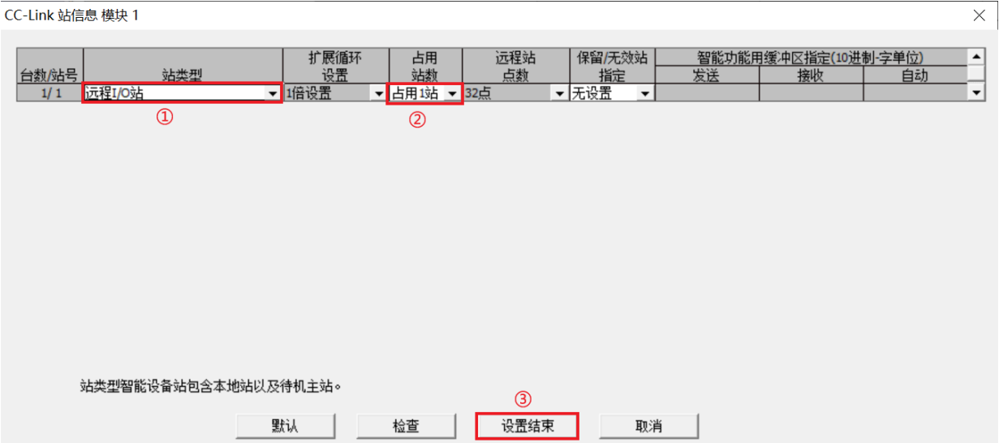 CC-Link 站信息 模块 1
台数/站号 站类型 扩展循环设置 占用站数 远程站点数 保留/无效站指定 智能功能用缓冲区指定(10进制-字单位)
发送 接收 自动
1/ 1 远程I/O站 1倍设置 占用1站 32点 无设置
① ②
站类型智能设备站包含本地站以及待机主站。
③
默认 检查 设置结束 取消